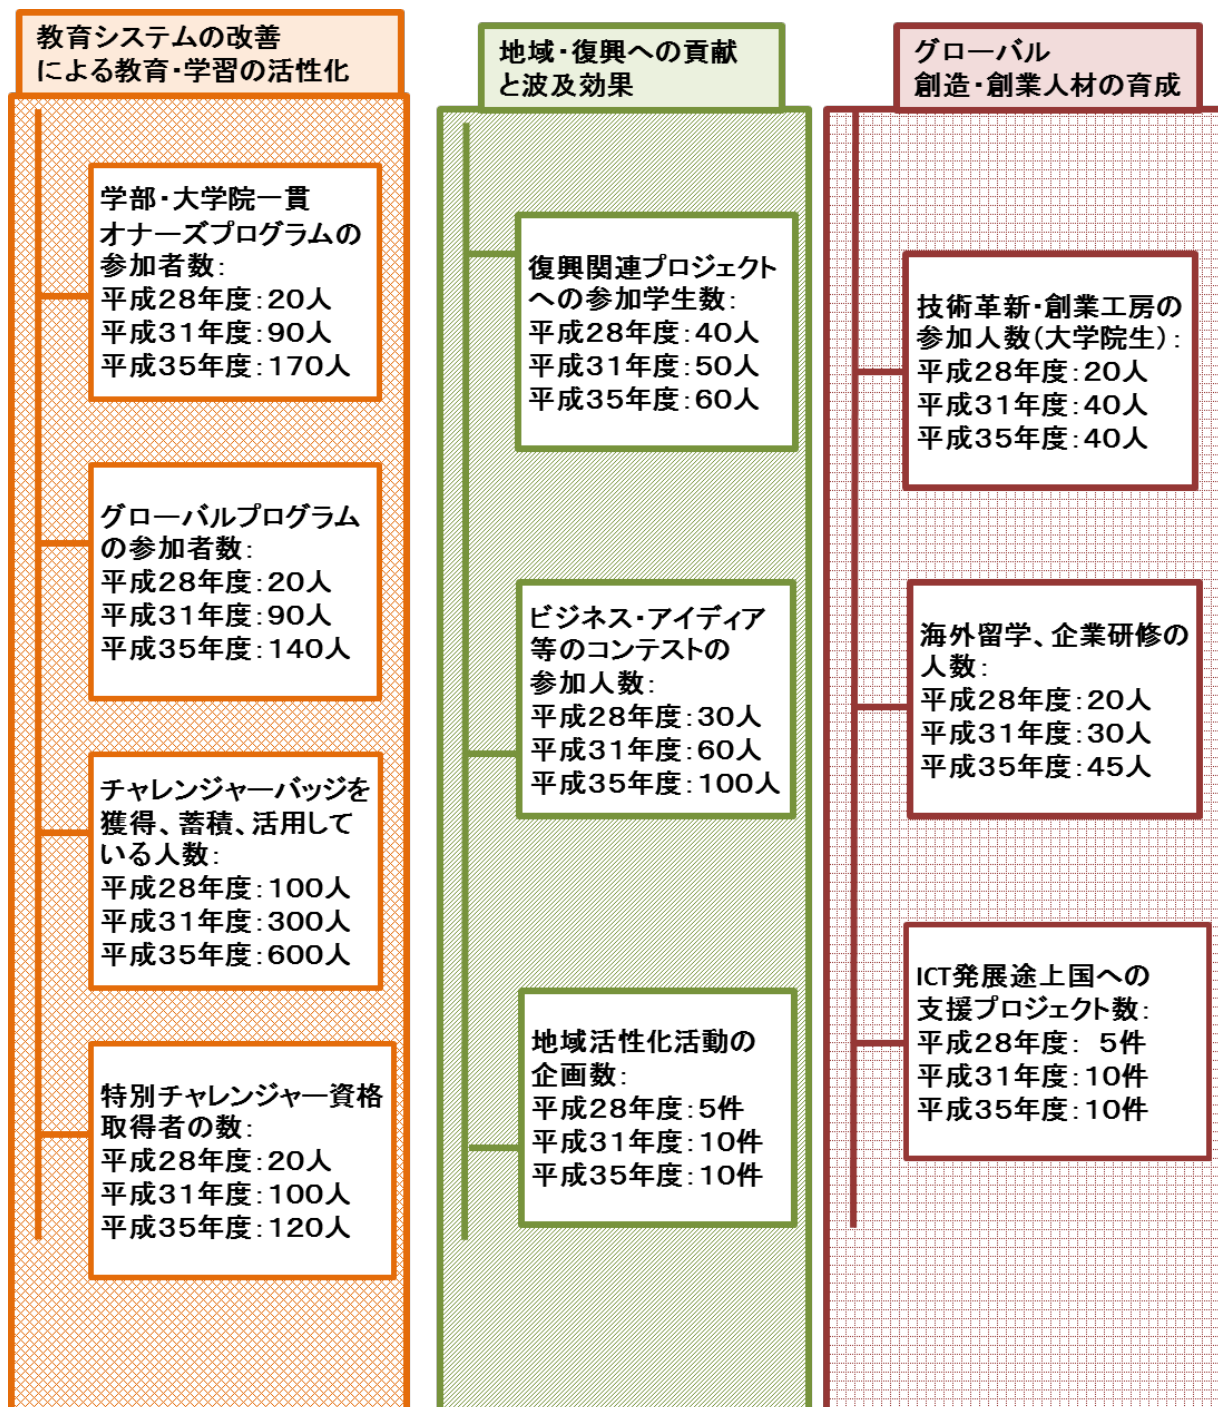 教育システムの改善
による教育・学習の活性化
学部・大学院一貫
オナーズプログラムの
参加者数：
平成28年度：20人
平成31年度：90人
平成35年度：170人
グローバルプログラム
の参加者数：
平成28年度：20人
平成31年度：90人
平成35年度：140人
チャレンジャーバッジを
獲得、蓄積、活用して
いる人数：
平成28年度：100人
平成31年度：300人
平成35年度：600人
特別チャレンジャー資格
取得者の数：
平成28年度：20人
平成31年度：100人
平成35年度：120人
地域・復興への貢献
と波及効果
復興関連プロジェクト
への参加学生数：
平成28年度：40人
平成31年度：50人
平成35年度：60人
ビジネス・アイディア
等のコンテストの
参加人数：
平成28年度：30人
平成31年度：60人
平成35年度：100人
地域活性化活動の
企画数：
平成28年度：5件
平成31年度：10件
平成35年度：10件
グローバル
創造・創業人材の育成
技術革新・創業工房の
参加人数（大学院生）：
平成28年度：20人
平成31年度：40人
平成35年度：40人
海外留学、企業研修の
人数：
平成28年度：20人
平成31年度：30人
平成35年度：45人
ICT発展途上国への
支援プロジェクト数：
平成28年度： 5件
平成31年度：10件
平成35年度：10件